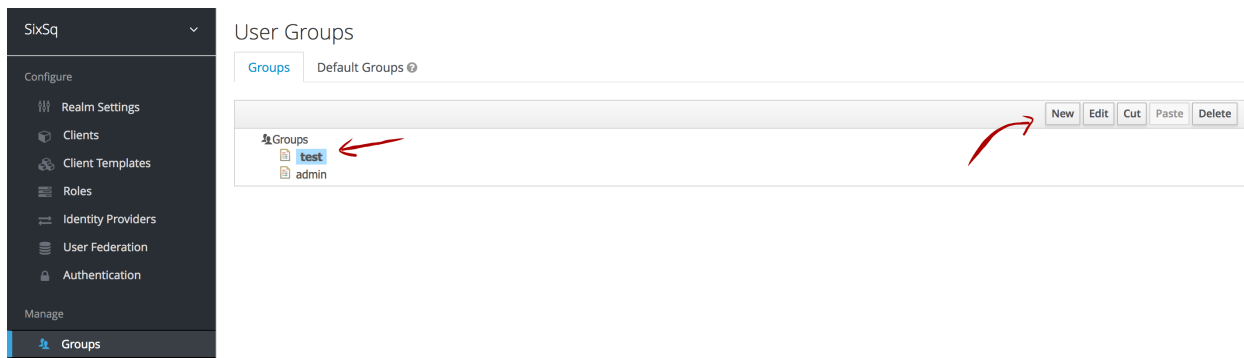 SixSq
Configure
Realm Settings
Clients
Client Templates
Roles
Identity Providers
User Federation
Authentication
Manage
Groups
User Groups
Groups Default Groups
New Edit Cut Paste Delete
Groups
test
admin